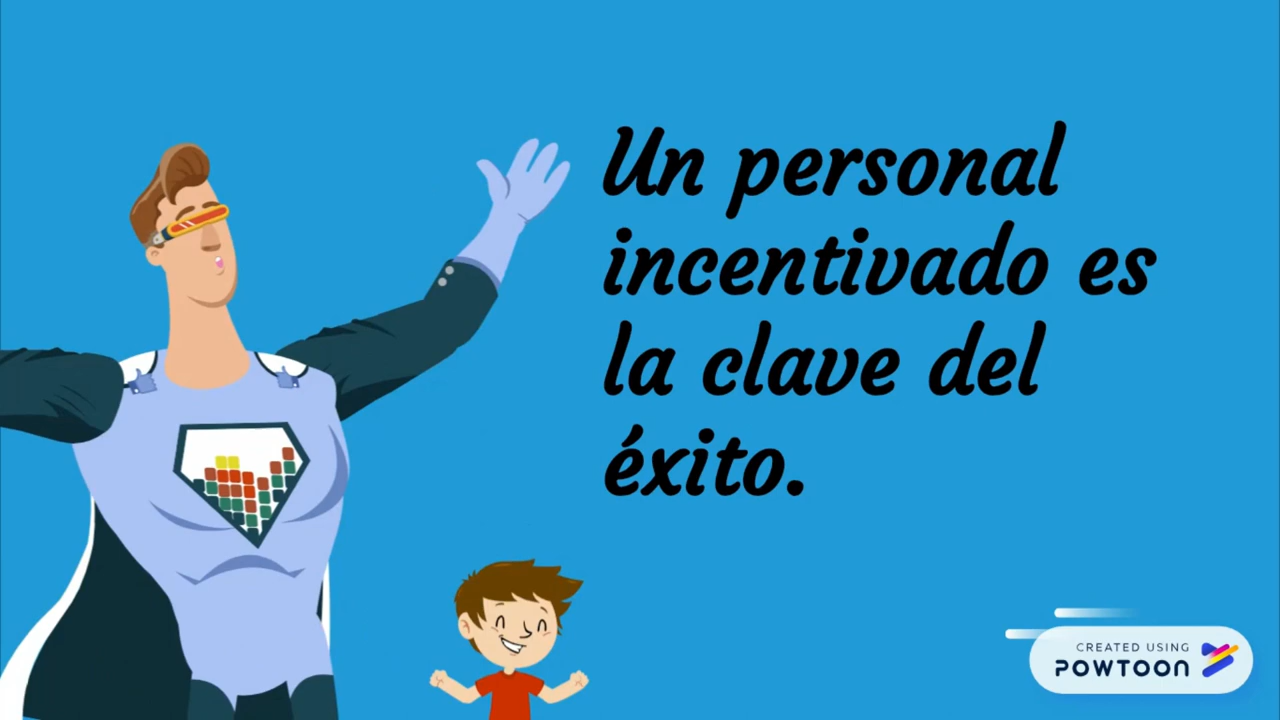 Un personal
incentivado es
la clave del
éxito.
CREATED USING
POWTOON